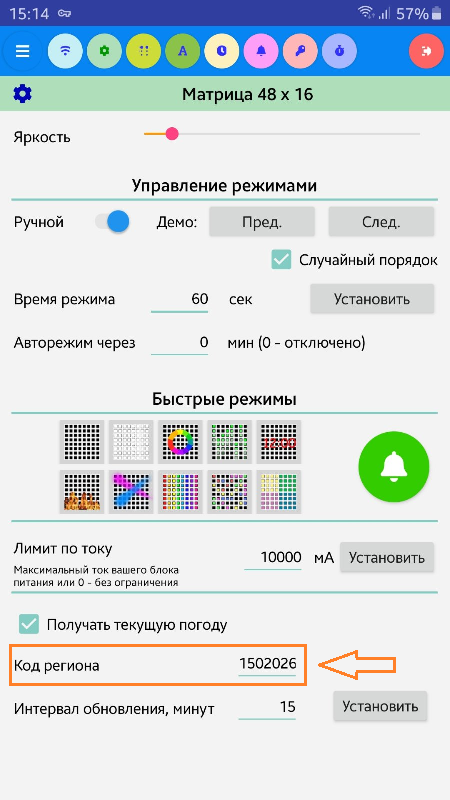 15:14 57%
A
Матрица 48 x 16
Яркость
Управление режимами
Ручной Демо: Пред. След.
Случайный порядок
Время режима 60 сек Установить
Авторежим через 0 мин (0 - отключено)
Быстрые режимы
12:00
Лимит по току 10000 мА Установить
Максимальный ток вашего блока
питания или 0 - без ограничения
Получать текущую погоду
Код региона 1502026
Интервал обновления, минут 15 Установить